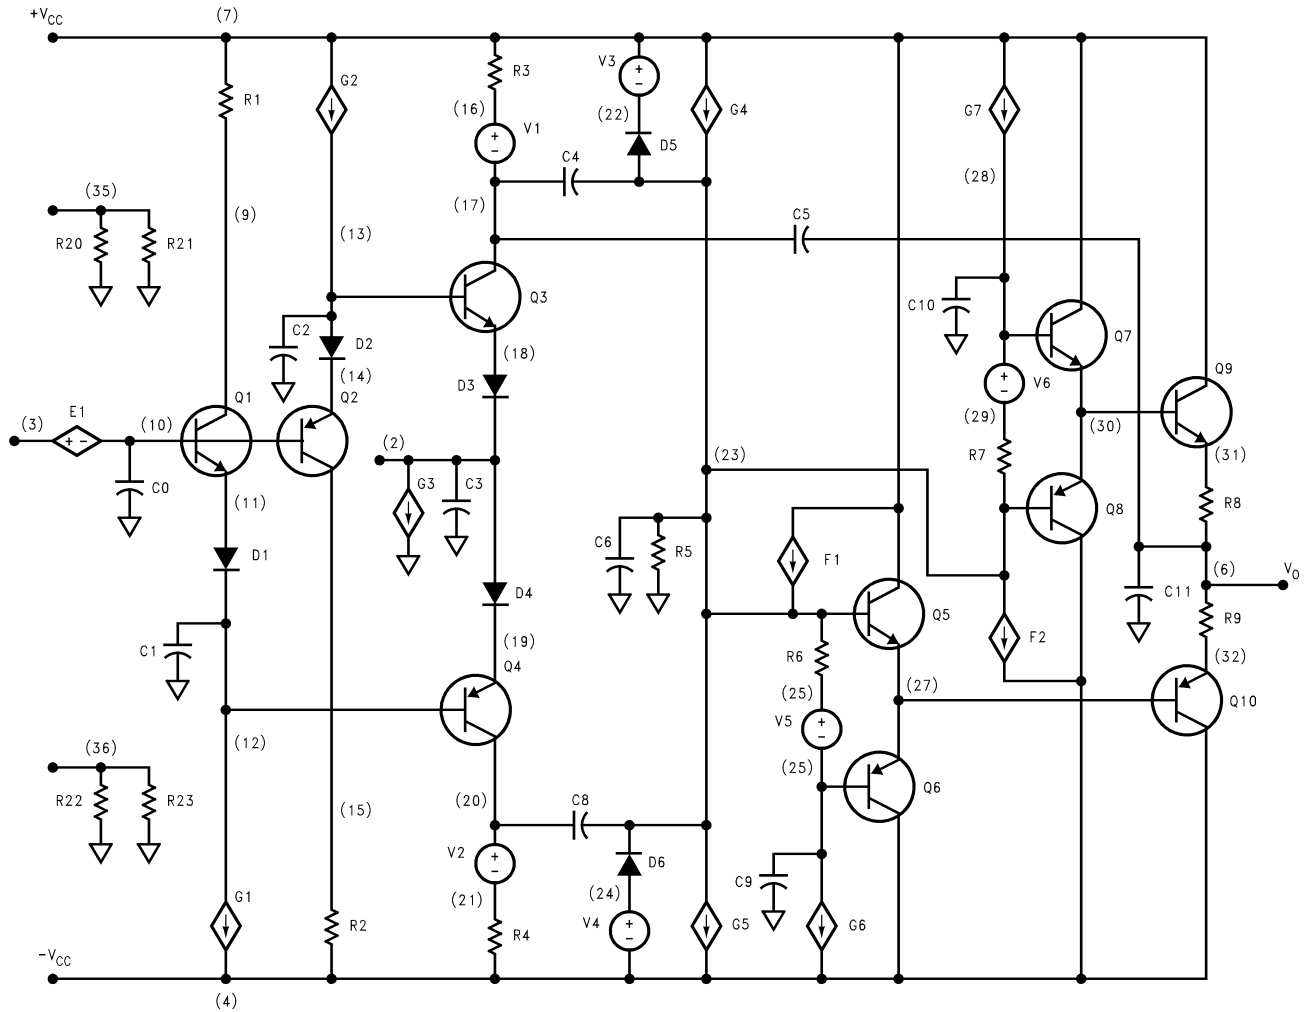 (7)
+VCC
V3
G2
R3
R1
(16)
V1
(22)
G4
G7
D5
C4
(28)
(35)
(17)
(9)
C5
R20
R21
(13)
Q3
C10
C2
D2
(18)
Q7
(14)
D3
V6
Q9
E1
Q1
Q2
(3)
(10)
(2)
(29)
(30)
(23)
R7
(31)
C0
G3
C3
(11)
R8
Q8
C6
R5
D1
F1
(6)
VO
D4
C11
Q5
R9
F2
(19)
C1
R6
(32)
Q4
(27)
(25)
Q10
V5
(12)
(36)
(25)
Q6
R22
R23
(20)
C8
(15)
V2
D6
C9
(21)
(24)
G1
V4
R2
R4
G5
G6
−VCC
(4)